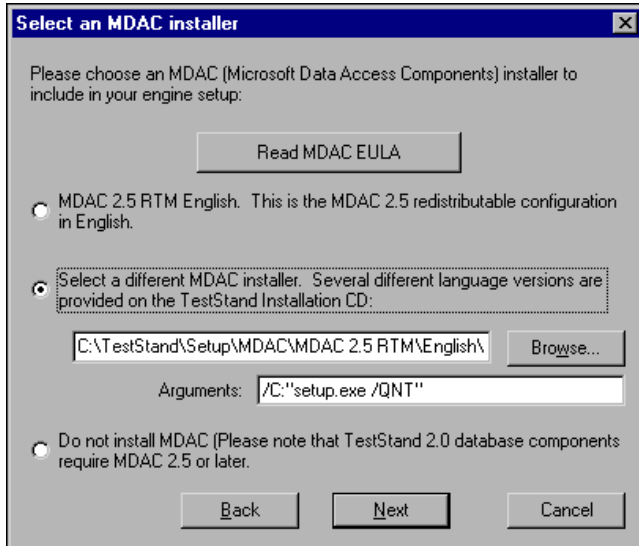 Select an MDAC installer
Please choose an MDAC (Microsoft Data Access Components) installer to
include in your engine setup:
Read MDAC EULA
MDAC 2.5 RTM English.  This is the MDAC 2.5 redistributable configuration
in English.
Select a different MDAC installer.  Several different language versions are
provided on the TestStand Installation CD:
C:\TestStand\Setup\MDAC\MDAC 2.5 RTM\English\
Browse...
Arguments: /C:"setup.exe /QNT"
Do not install MDAC (Please note that TestStand 2.0 database components
require MDAC 2.5 or later.
Back Next Cancel